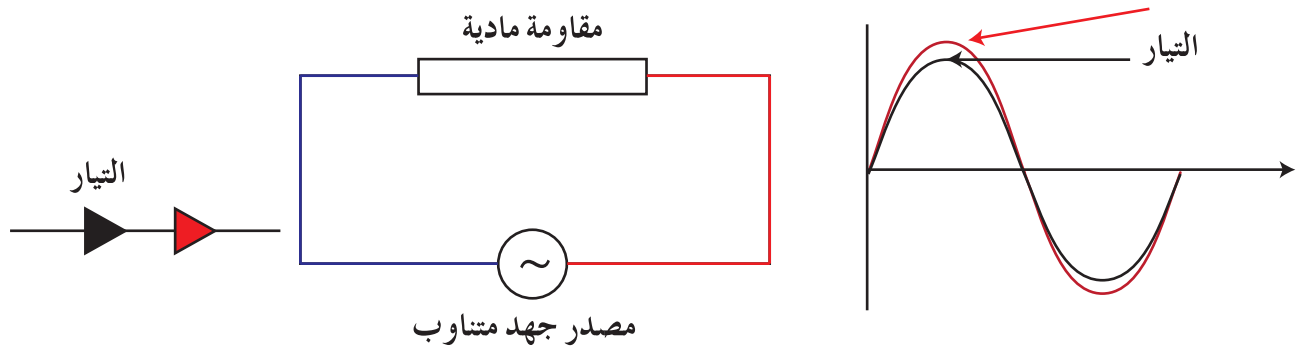 مقاومة مادية
التيار
التيار
مصدر جهد متناوب
~